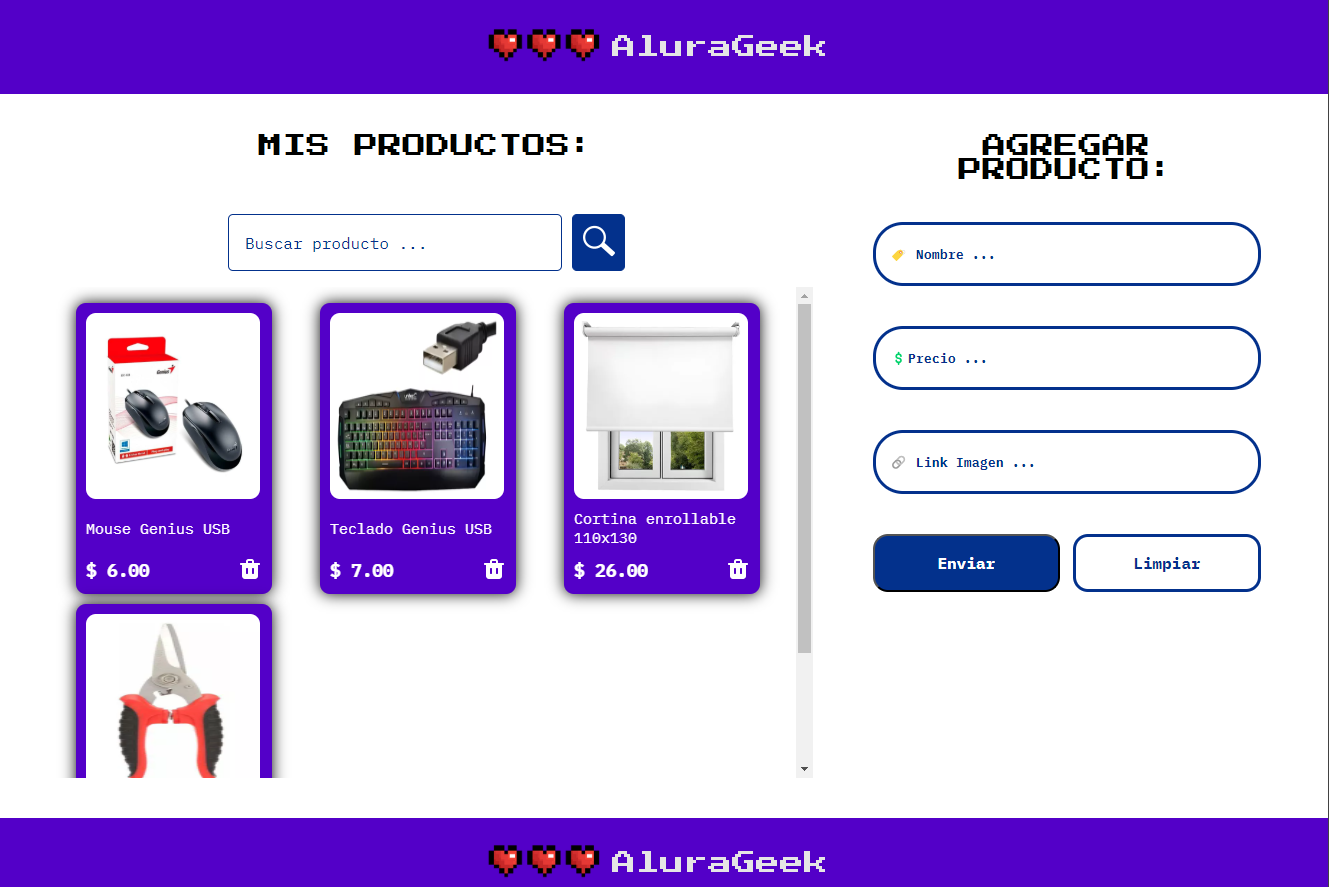 AluraGeek
MIS PRODUCTOS:
Buscar producto ...
Genius
Mouse Genius USB
$ 6.00
Teclado Genius USB
$ 7.00
Cortina enrollable
110x130
$ 26.00
AGREGAR
PRODUCTO:
Nombre ...
$ Precio ...
Link Imagen ...
Enviar
Limpiar
AluraGeek